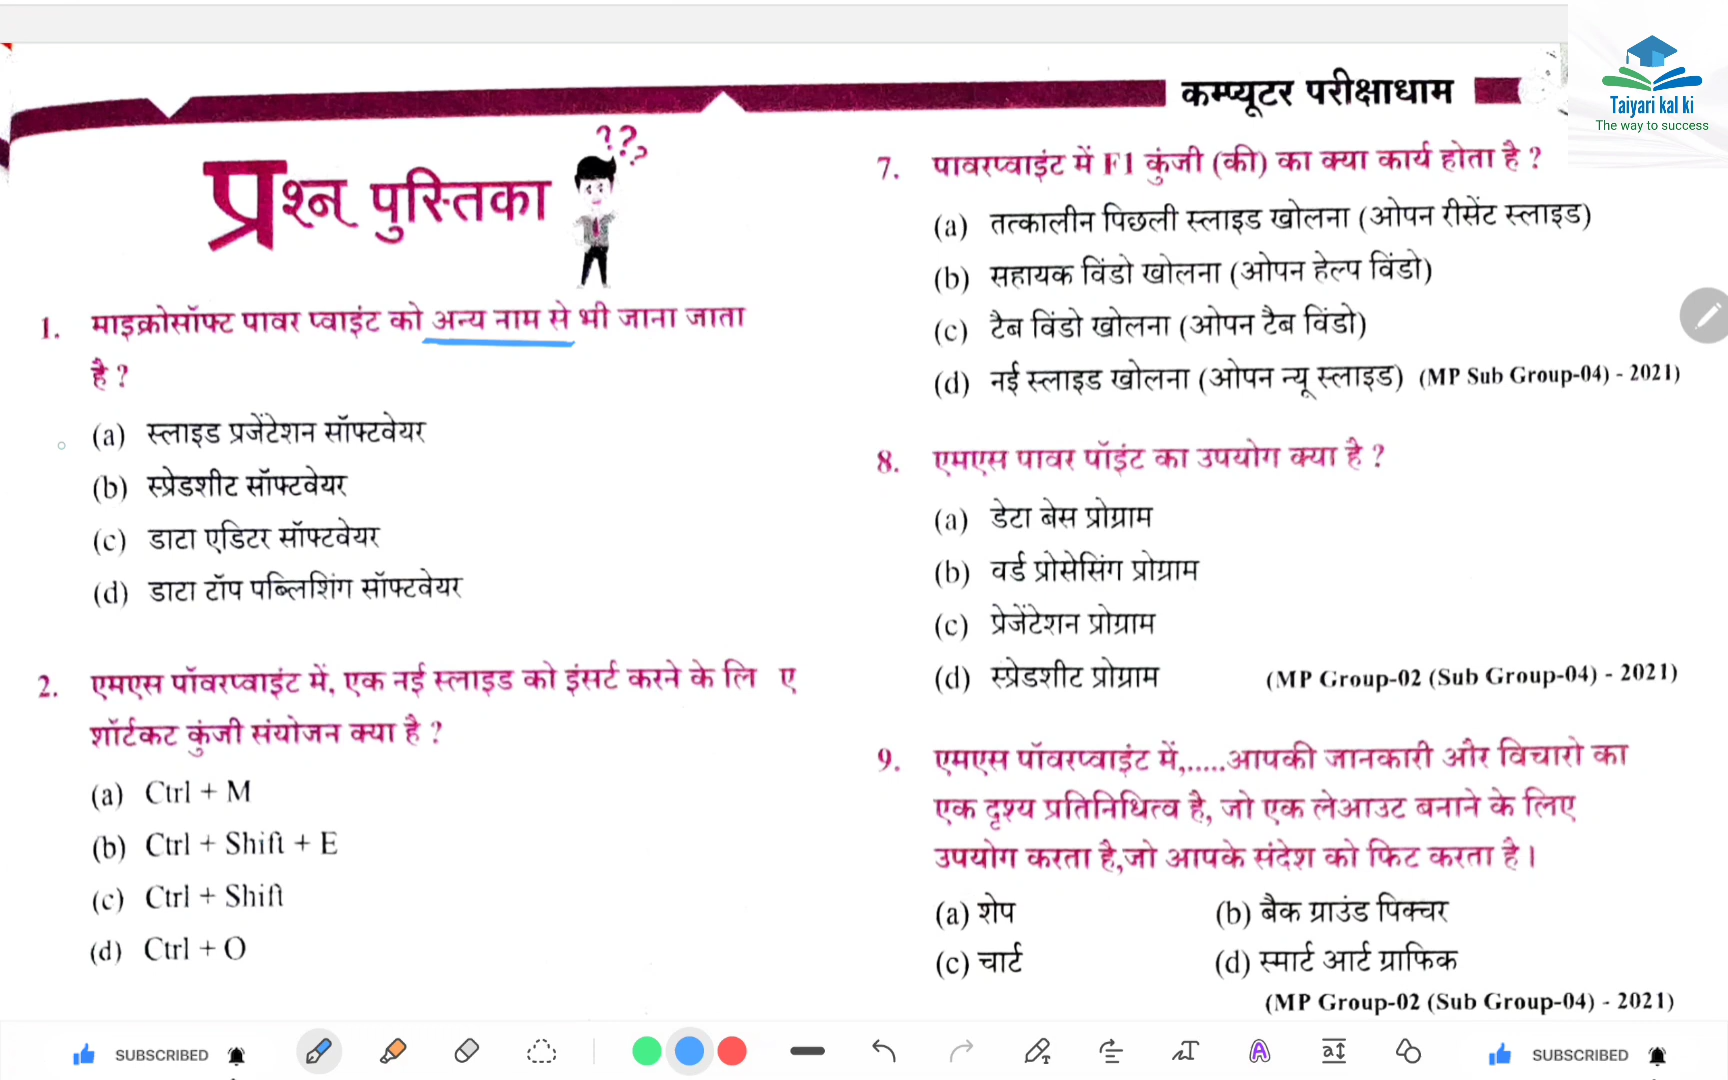 कम्प्यूटर परीक्षाधाम
Taiyari kal ki
The way to success
प्रश्न पुस्तिका
???
1. माइक्रोसॉफ्ट पावर प्वाइंट को अन्य नाम से भी जाना जाता
है ?
(a) स्लाइड प्रजेंटेशन सॉफ्टवेयर
(b) स्प्रेडशीट सॉफ्टवेयर
(c) डाटा एडिटर सॉफ्टवेयर
(d) डाटा टॉप पब्लिशिंग सॉफ्टवेयर
2. एमएस पॉवरप्वाइंट में, एक नई स्लाइड को इंसर्ट करने के लि ए
शॉर्टकट कुंजी संयोजन क्या है ?
(a) Ctrl + M
(b) Ctrl + Shift + E
(c) Ctrl + Shift
(d) Ctrl + O
7. पावरप्वाइंट में F1 कुंजी (की) का क्या कार्य होता है ?
(a) तत्कालीन पिछली स्लाइड खोलना (ओपन रीसेंट स्लाइड)
(b) सहायक विंडो खोलना (ओपन हेल्प विंडो)
(c) टैब विंडो खोलना (ओपन टैब विंडो)
(d) नई स्लाइड खोलना (ओपन न्यू स्लाइड) (MP Sub Group-04) - 2021)
8. एमएस पावर पॉइंट का उपयोग क्या है ?
(a) डेटा बेस प्रोग्राम
(b) वर्ड प्रोसेसिंग प्रोग्राम
(c) प्रेजेंटेशन प्रोग्राम
(d) स्प्रेडशीट प्रोग्राम (MP Group-02 (Sub Group-04) - 2021)
9. एमएस पॉवरप्वाइंट में,.....आपकी जानकारी और विचारो का
एक दृश्य प्रतिनिधित्व है, जो एक लेआउट बनाने के लिए
उपयोग करता है,जो आपके संदेश को फिट करता है।
(a) शेप (b) बैक ग्राउंड पिक्चर
(c) चार्ट (d) स्मार्ट आर्ट ग्राफिक
(MP Group-02 (Sub Group-04) - 2021)
SUBSCRIBED
SUBSCRIBED